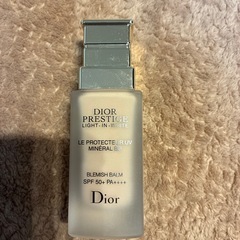 DIOR
PRESTIGE
LIGHT-IN-WHITE
LE PROTECTEUR UV
MINÉRAL BB
BLEMISH BALM
SPF 50+ PA++++
Dior